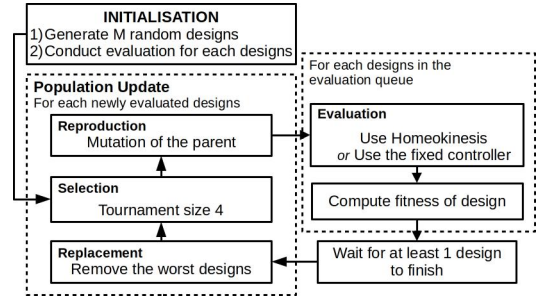 INITIALISATION
1)Generate M random designs
2)Conduct evaluation for each designs
Population Update
For each newly evaluated designs
Reproduction
Mutation of the parent
Selection
Tournament size 4
Replacement
Remove the worst designs
For each designs in the
evaluation queue
Evaluation
Use Homeokinesis
or Use the fixed controller
Compute fitness of design
Wait for at least 1 design
to finish